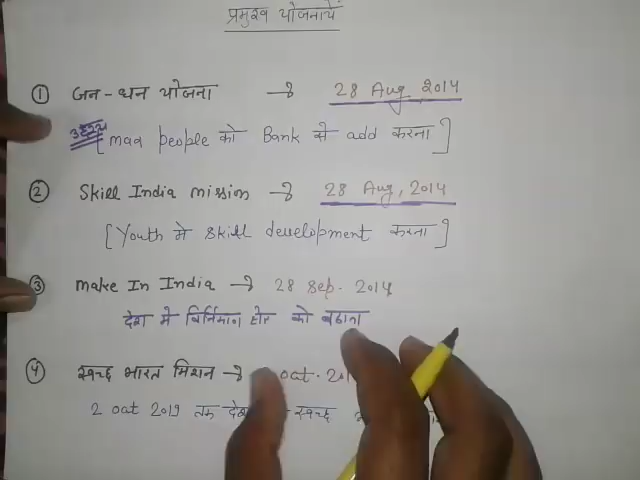 प्रमुख योजनायें
① जन-धन योजना → 28 Aug 2014
उद्देश्य [max people को Bank से add करना]
② Skill India mission → 28 Aug, 2014
[Youth मे skill development करना]
③ make In India → 28 Sep. 2014
देश मे विर्निमाण को बढाना
④ स्वच्छ भारत मिशन → oct. 201
2 oct 2019 तक स्वच्छ